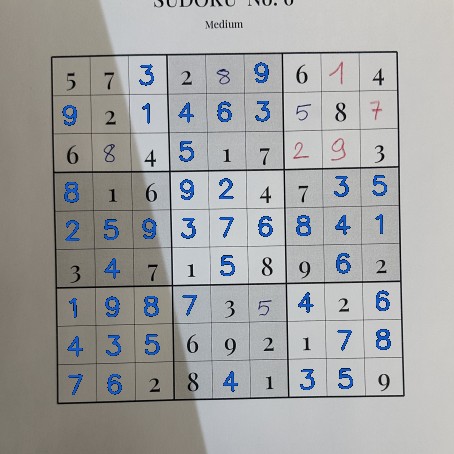 SUDOKU No. 6
Medium
5 7 3 2 8 9 6 1 4
9 2 1 4 6 3 5 8 7
6 8 4 5 1 7 2 9 3
8 1 6 9 2 4 7 3 5
2 5 9 3 7 6 8 4 1
3 4 7 1 5 8 9 6 2
1 9 8 7 3 5 4 2 6
4 3 5 6 9 2 1 7 8
7 6 2 8 4 1 3 5 9